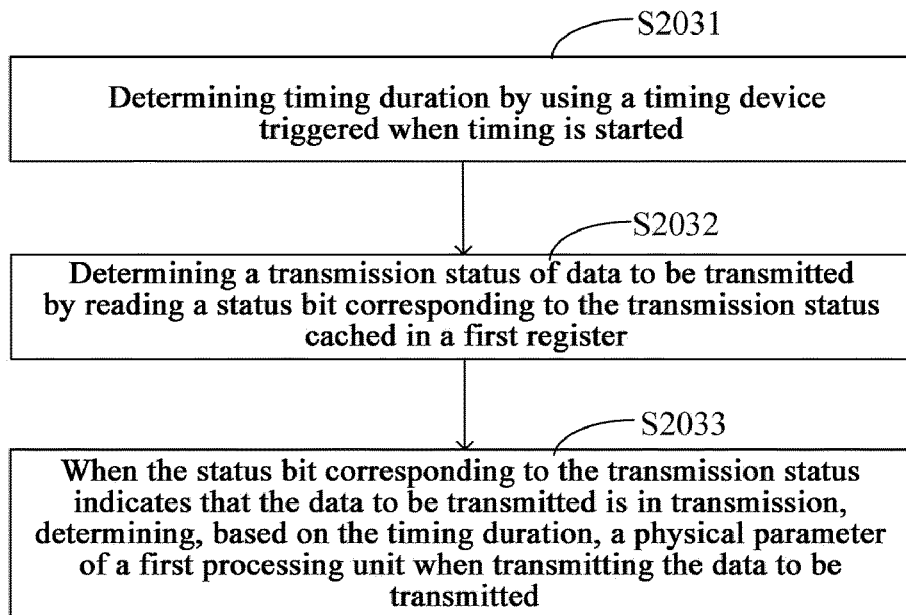 S2031
Determining timing duration by using a timing device
triggered when timing is started
S2032
Determining a transmission status of data to be transmitted
by reading a status bit corresponding to the transmission status
cached in a first register
S2033
When the status bit corresponding to the transmission status
indicates that the data to be transmitted is in transmission,
determining, based on the timing duration, a physical parameter
of a first processing unit when transmitting the data to be
transmitted